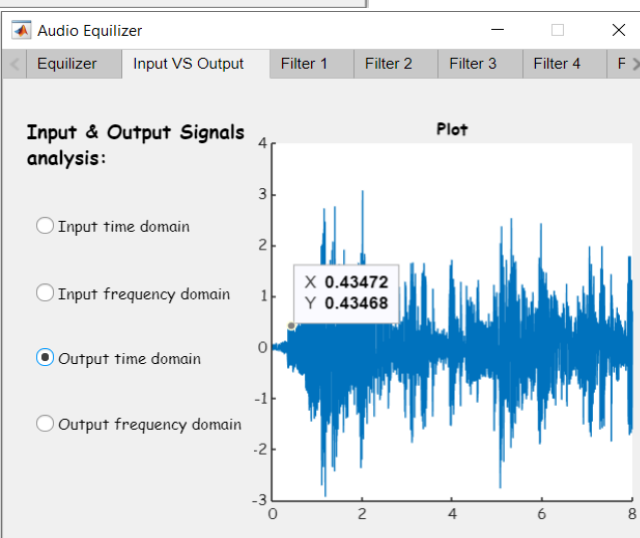 Audio Equilizer
Equilizer
Input VS Output
Filter 1
Filter 2
Filter 3
Filter 4
F
Input & Output Signals
analysis:
Input time domain
Input frequency domain
Output time domain
Output frequency domain
Plot
4
3
2
1
0
-1
-2
-3
X 0.43472
Y 0.43468
0 2 4 6 8